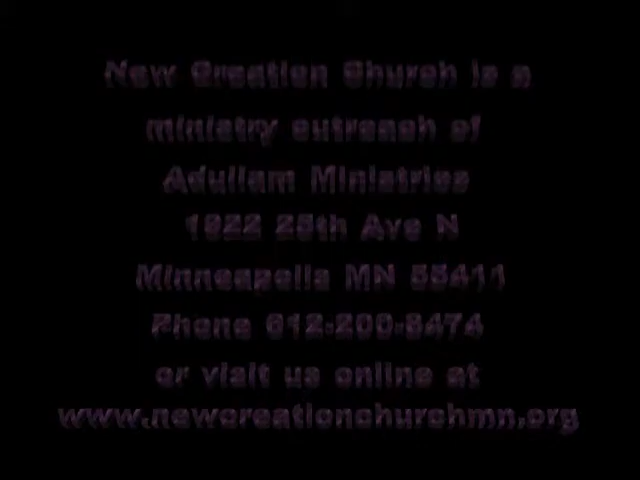 New Creation Church is a
ministry outreach of
Adullam Ministries
1922 25th Ave N
Minneapolis MN 55411
Phone 612-200-8474
or visit us online at
www.newcreationchurchmn.org